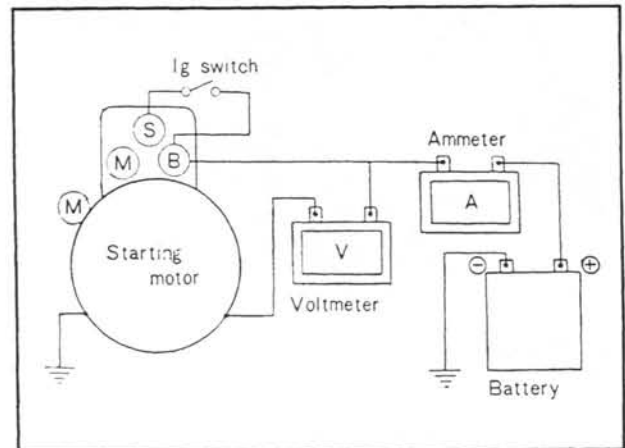 Ig switch
S
M
B
Ammeter
M
A
Starting
motor
V
Voltmeter
⊖
⊕
Battery